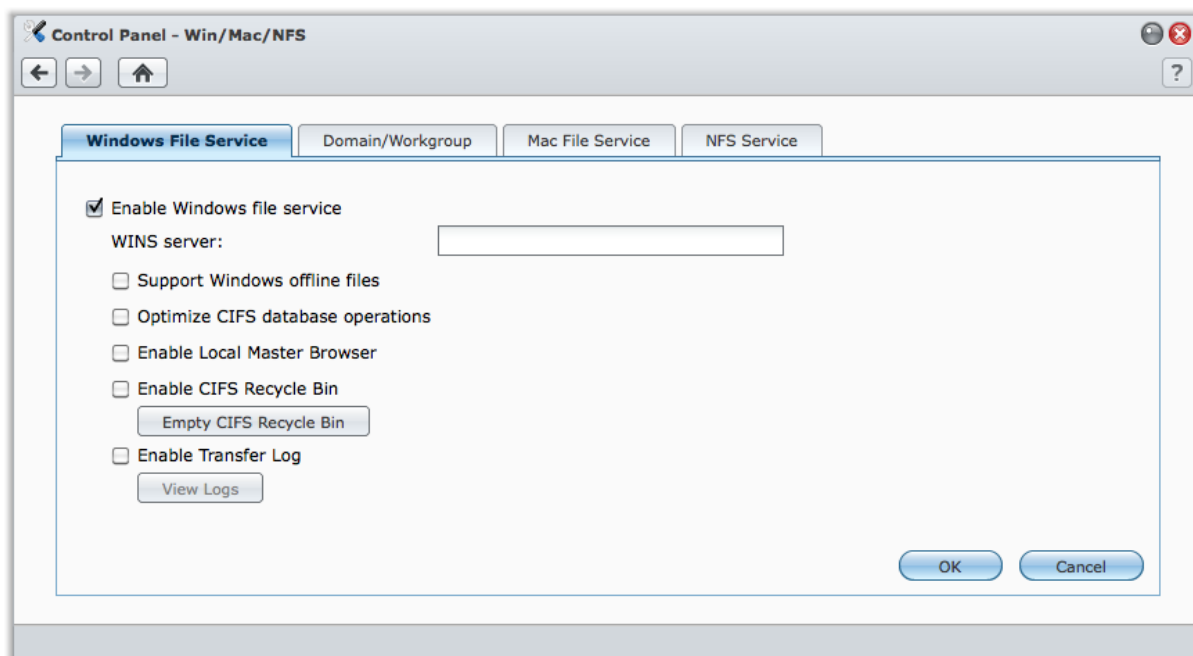 Control Panel - Win/Mac/NFS
?
Windows File Service Domain/Workgroup Mac File Service NFS Service
Enable Windows file service
WINS server:
Support Windows offline files
Optimize CIFS database operations
Enable Local Master Browser
Enable CIFS Recycle Bin
Empty CIFS Recycle Bin
Enable Transfer Log
View Logs
OK Cancel